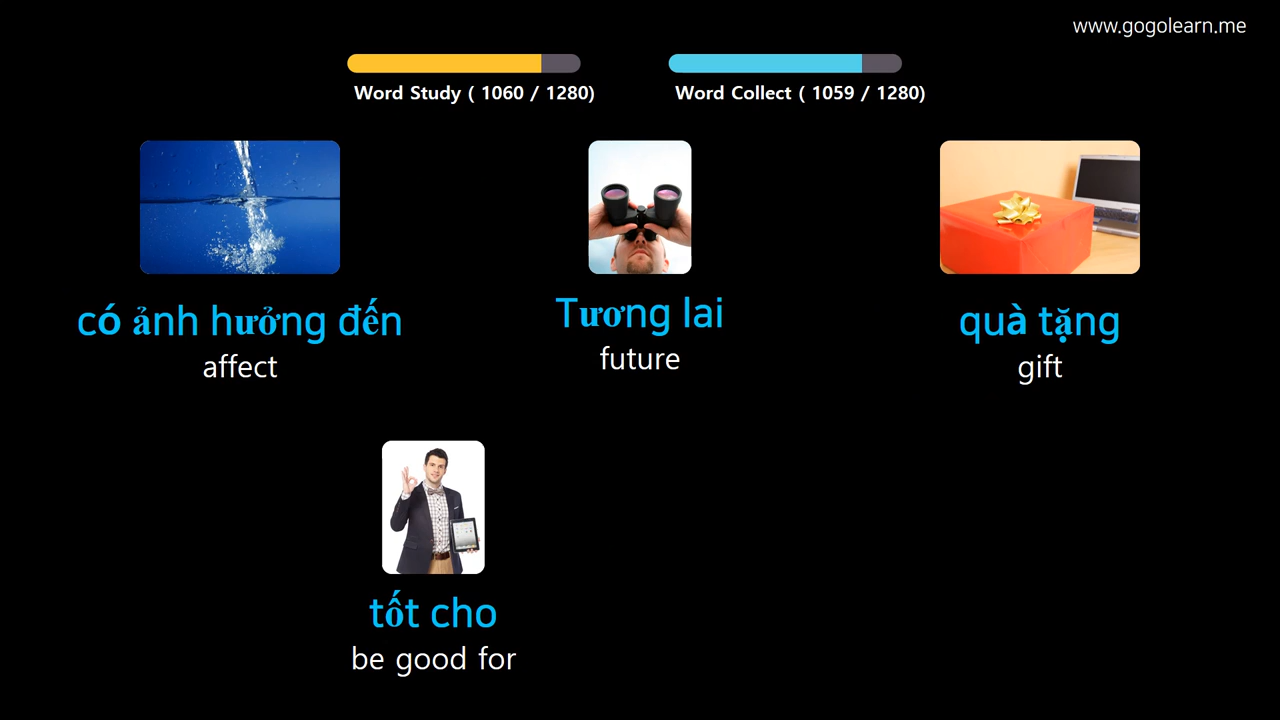 www.gogolearn.me
Word Study ( 1060 / 1280)
Word Collect ( 1059 / 1280)
có ảnh hưởng đến
affect
Tương lai
future
quà tặng
gift
tốt cho
be good for